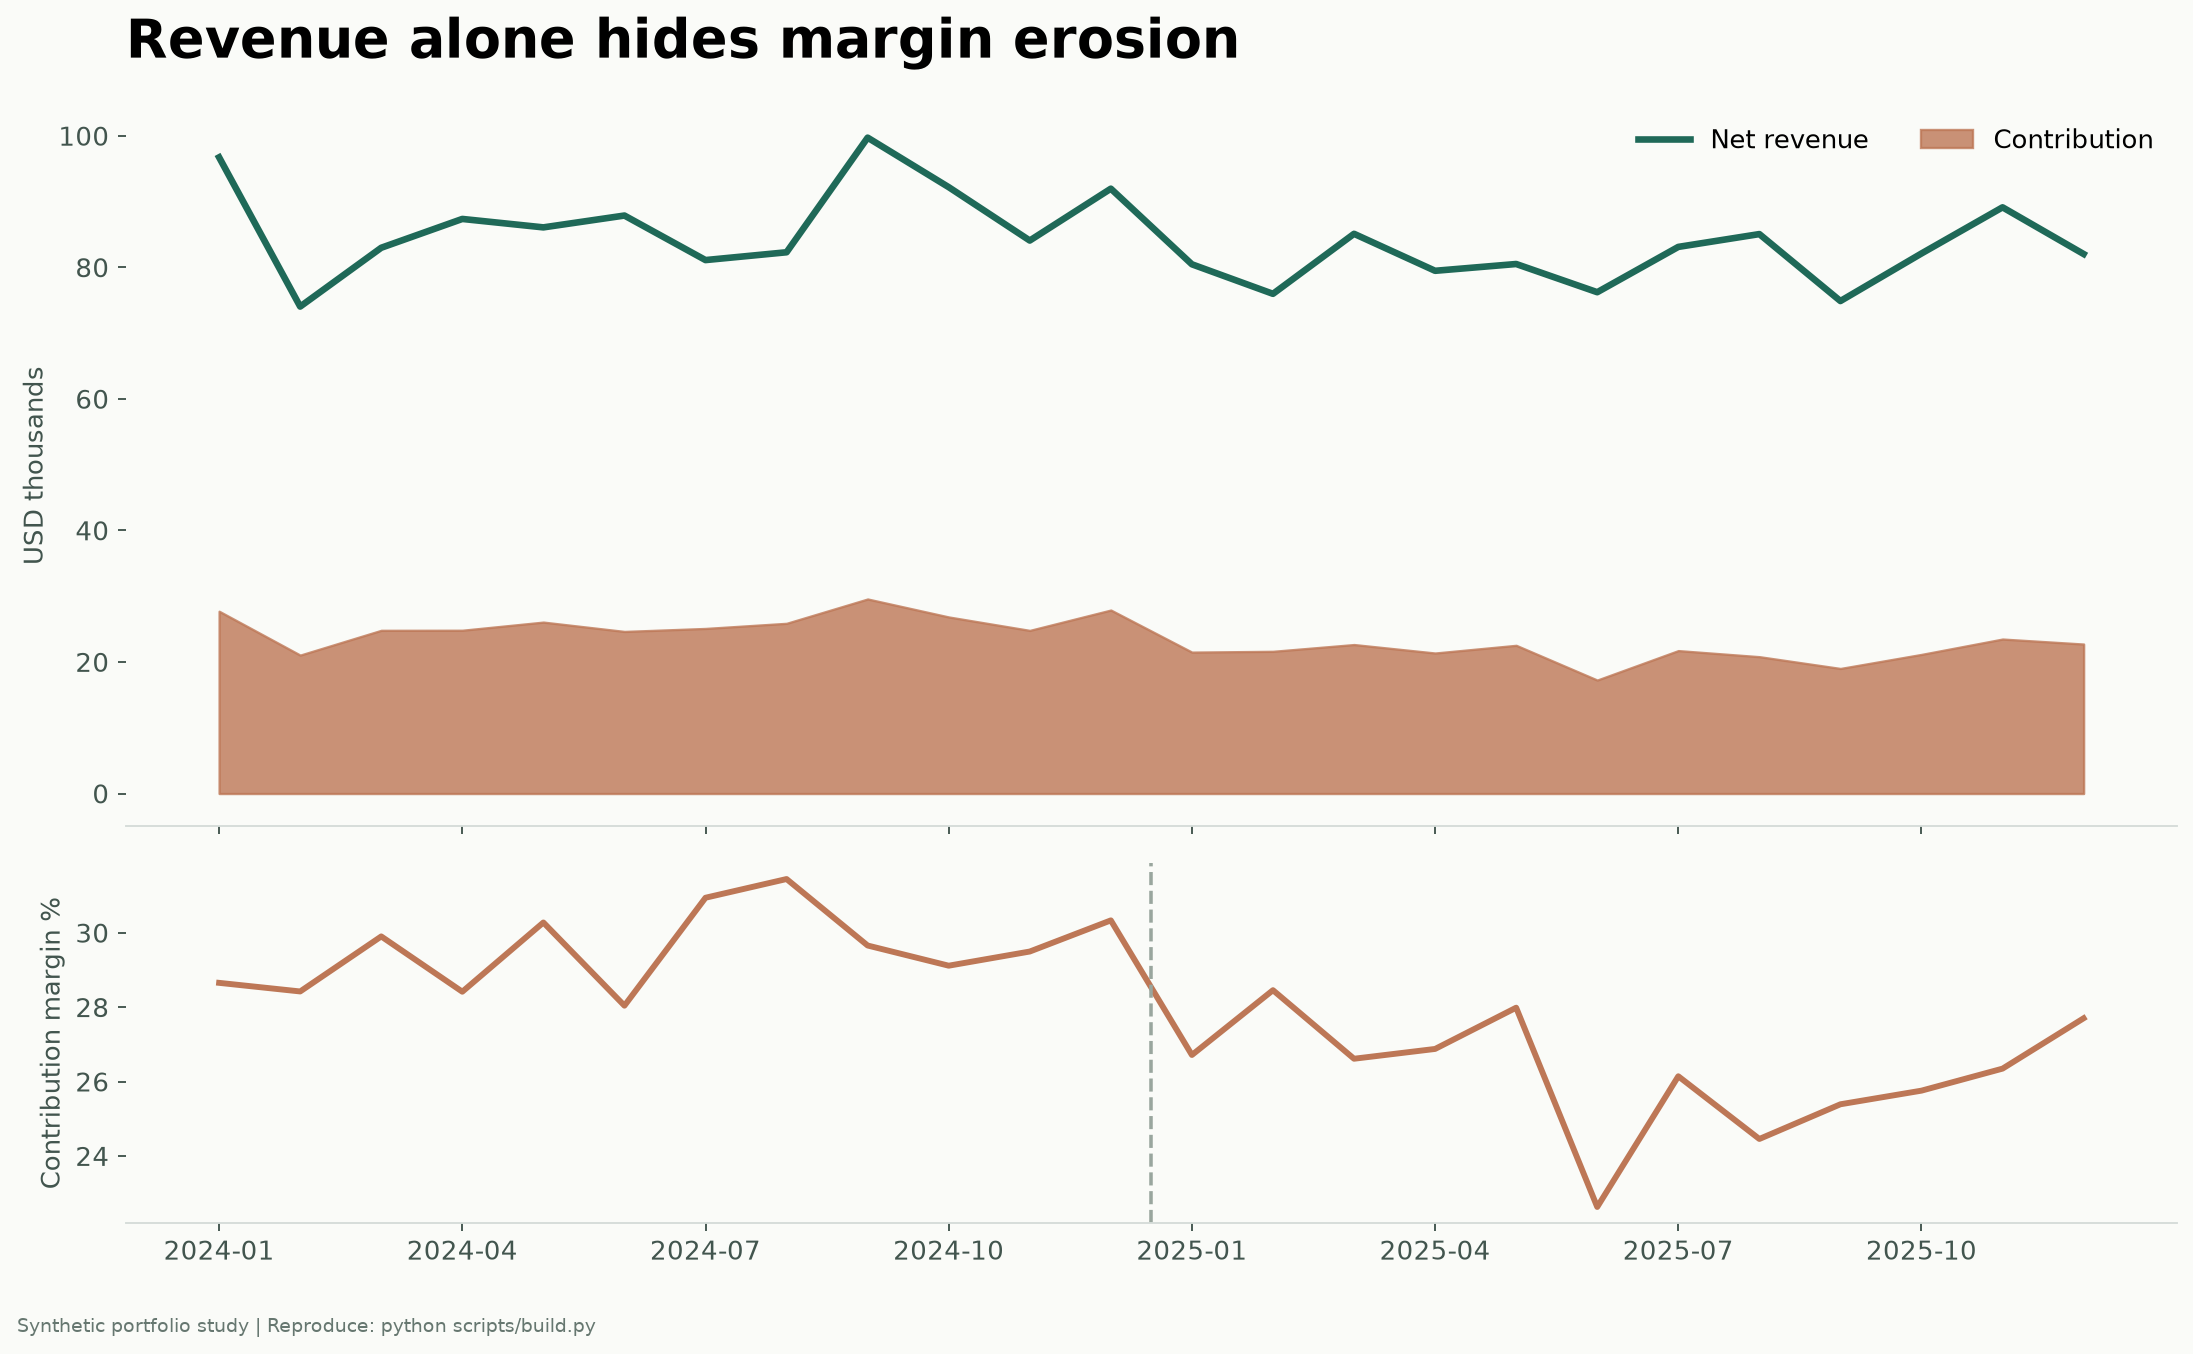 Revenue alone hides margin erosion
Net revenue
Contribution
USD thousands
100
80
60
40
20
0
Contribution margin %
30
28
26
24
2024-01 2024-04 2024-07 2024-10 2025-01 2025-04 2025-07 2025-10
Synthetic portfolio study | Reproduce: python scripts/build.py